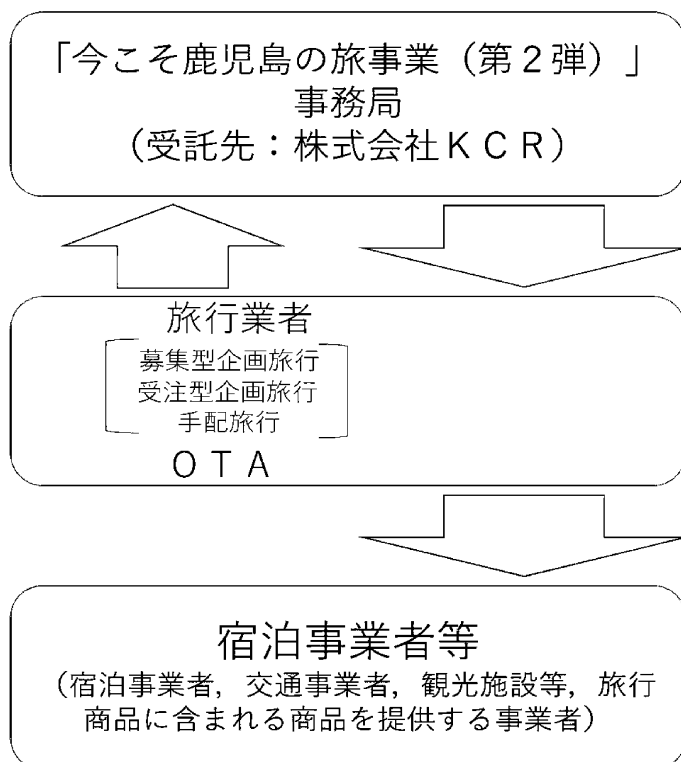 「今こそ鹿児島の旅事業（第２弾）」
事務局
（受託先：株式会社ＫＣＲ）
旅行業者
募集型企画旅行
受注型企画旅行
手配旅行
ＯＴＡ
宿泊事業者等
（宿泊事業者，交通事業者，観光施設等，旅行
商品に含まれる商品を提供する事業者）